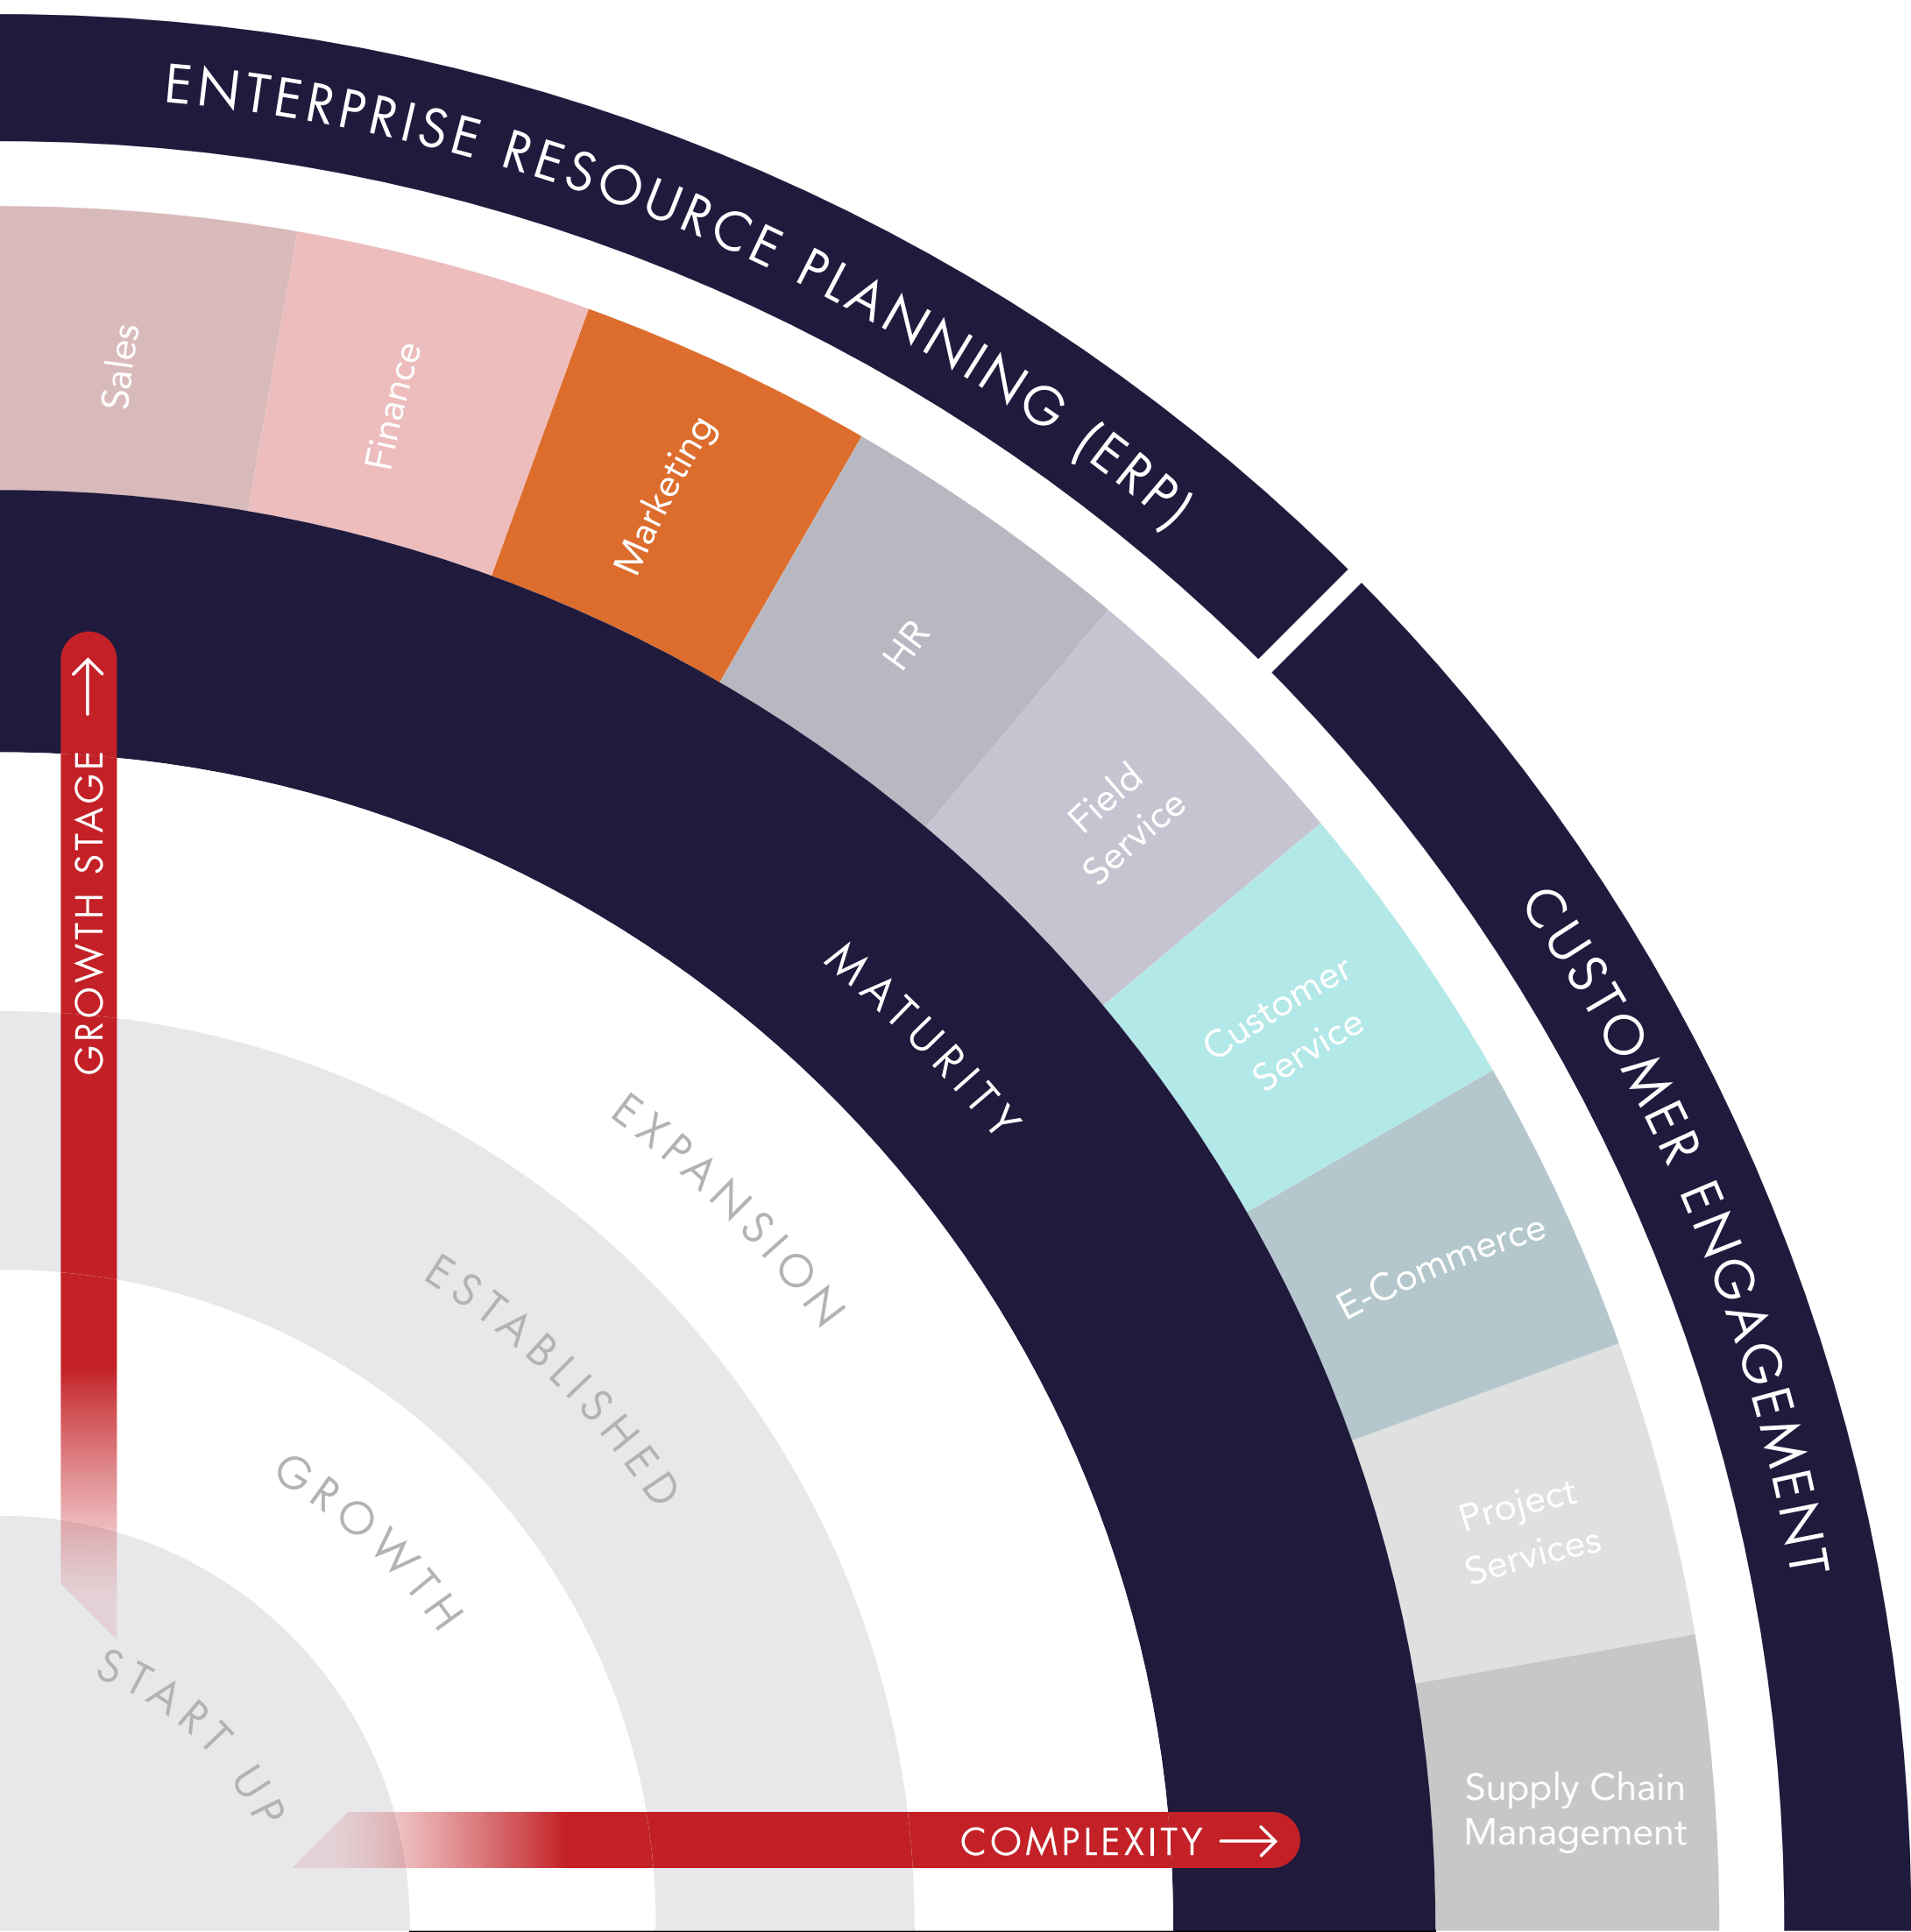 ENTERPRISE RESOURCE PLANNING (ERP)
CUSTOMER ENGAGEMENT
Sales
Finance
Marketing
HR
Field
Service
Customer
Service
E-Commerce
Project
Services
Supply Chain
Management
MATURITY
EXPANSION
ESTABLISHED
GROWTH
START UP
GROWTH STAGE
COMPLEXITY